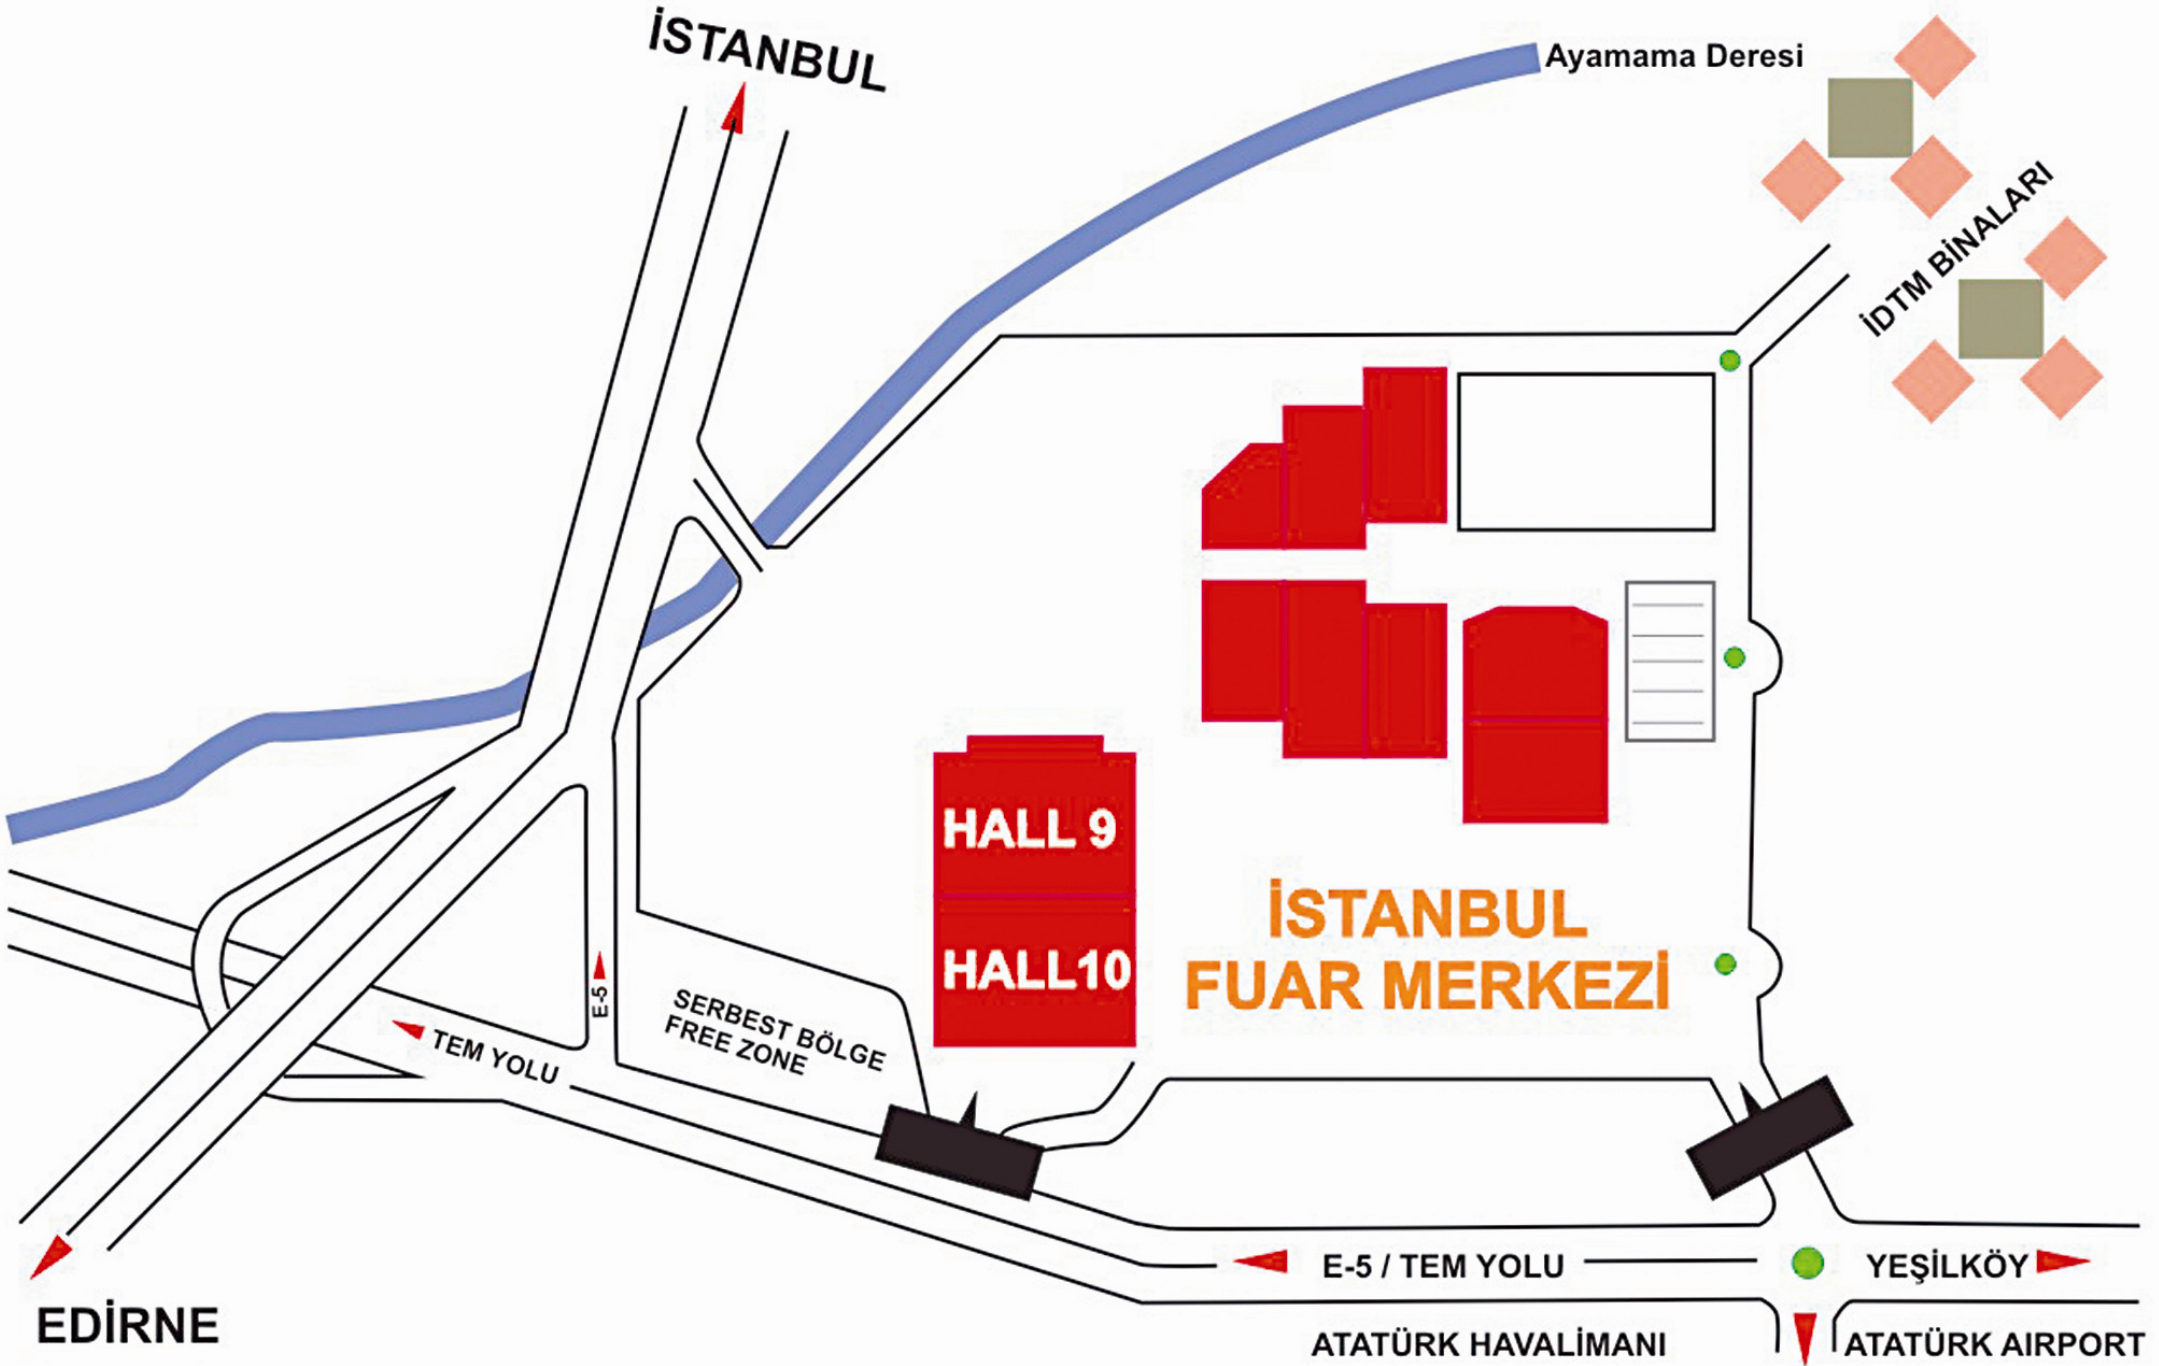 İSTANBUL
Ayamama Deresi
İDTM BİNALARI
HALL 9
HALL10
İSTANBUL
FUAR MERKEZİ
E-5
SERBEST BÖLGE
FREE ZONE
TEM YOLU
E-5 / TEM YOLU
YEŞİLKÖY
EDİRNE
ATATÜRK HAVALİMANI
ATATÜRK AIRPORT